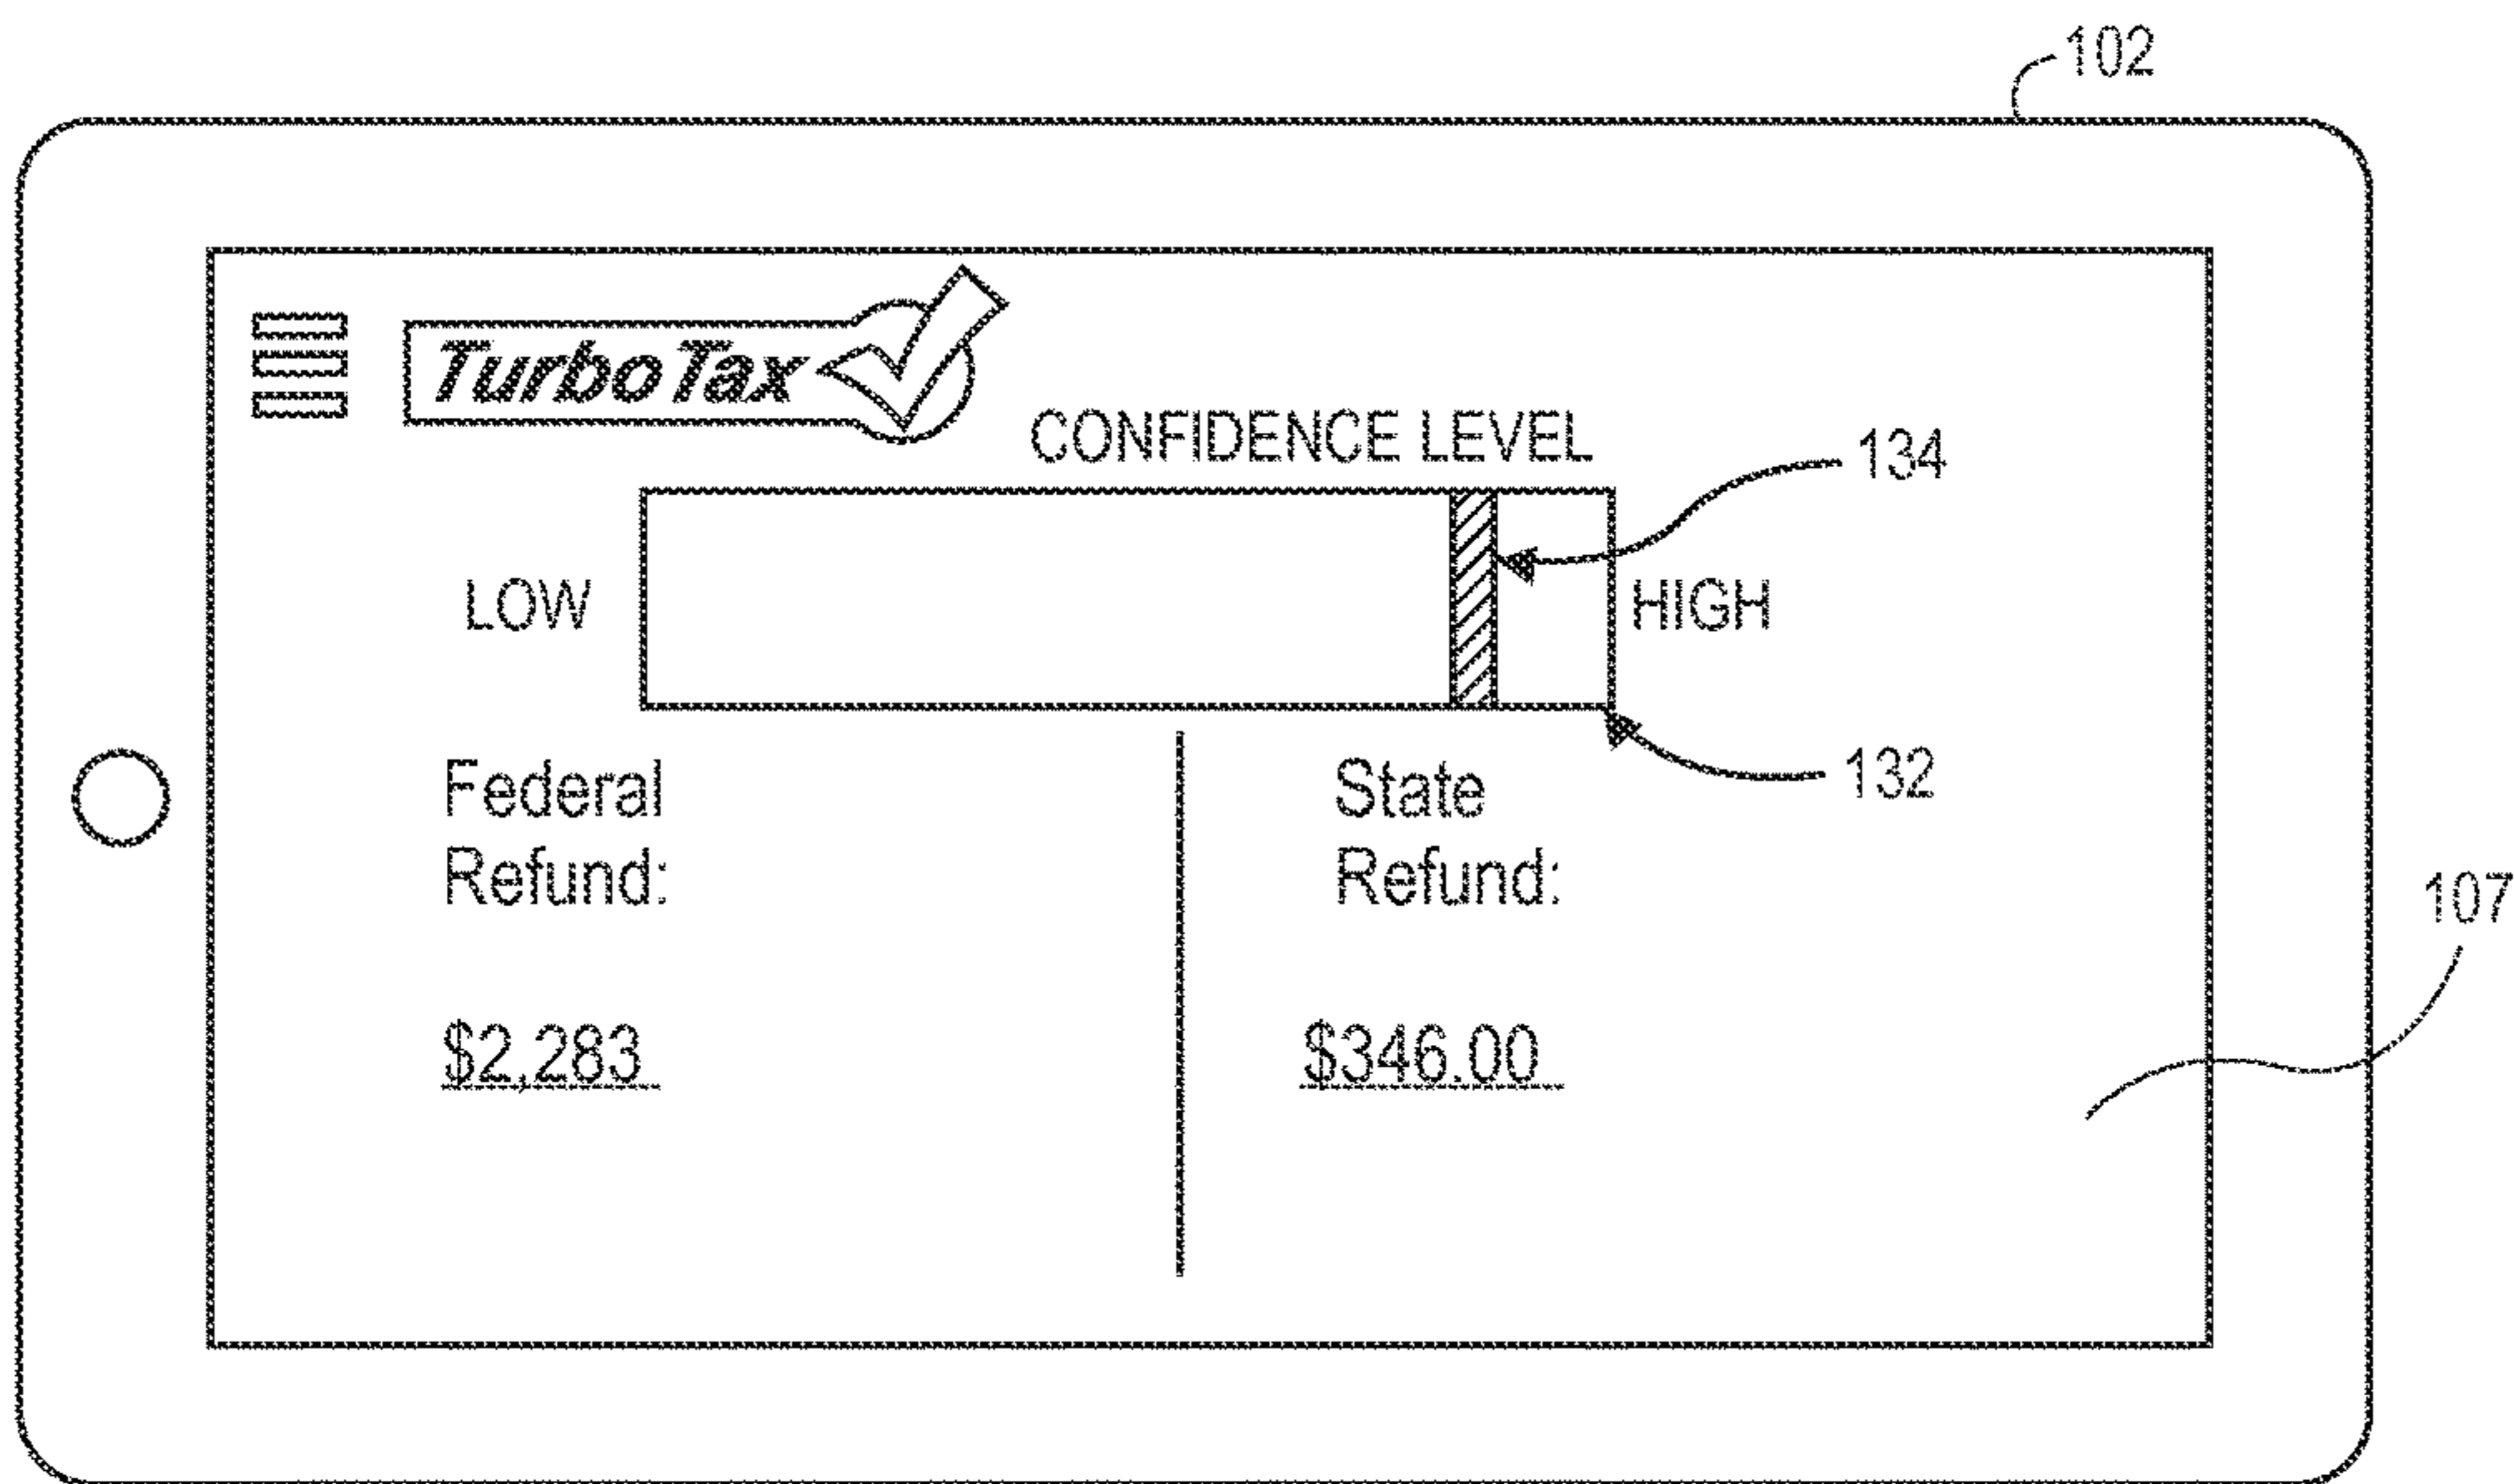 102
TurboTax
CONFIDENCE LEVEL
134
LOW
HIGH
132
Federal
Refund:
State
Refund:
107
$2,283
$346.00